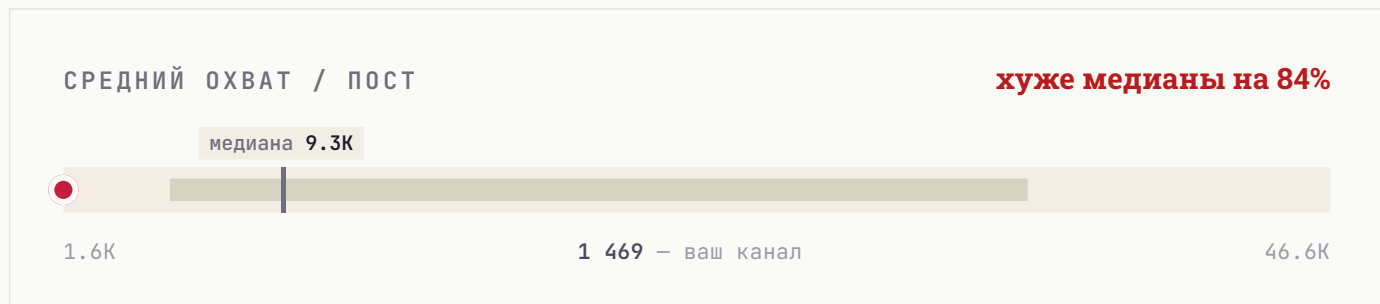 СРЕДНИЙ ОХВАТ / ПОСТ
хуже медианы на 84%
медиана 9.3K
1.6K
1 469 — ваш канал
46.6K